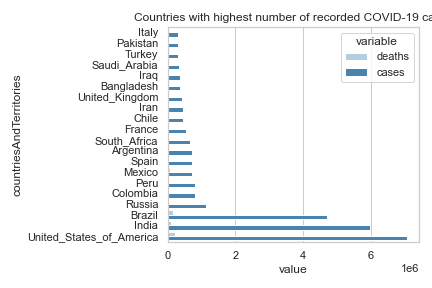 Countries with highest number of recorded COVID-19 ca
countriesAndTerritories
Italy
Pakistan
Turkey
Saudi_Arabia
Iraq
Bangladesh
United_Kingdom
Iran
Chile
France
South_Africa
Argentina
Spain
Mexico
Peru
Colombia
Russia
Brazil
India
United_States_of_America
variable
deaths
cases
0 2 4 6
1e6
value